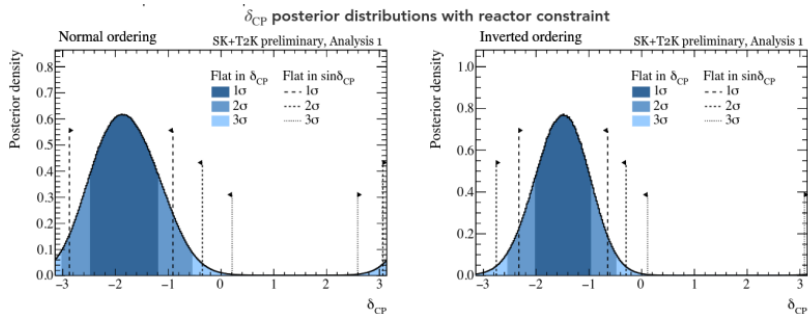 δCP posterior distributions with reactor constraint
Normal ordering
SK+T2K preliminary, Analysis 1
Posterior density
0.8
0.7
0.6
0.5
0.4
0.3
0.2
0.1
0.0
Flat in δCP
Flat in sinδCP
1σ
1σ
2σ
2σ
3σ
3σ
−3 −2 −1 0 1 2 3
δCP
Inverted ordering
SK+T2K preliminary, Analysis 1
Posterior density
1.0
0.8
0.6
0.4
0.2
0.0
Flat in δCP
Flat in sinδCP
1σ
1σ
2σ
2σ
3σ
3σ
−3 −2 −1 0 1 2 3
δCP